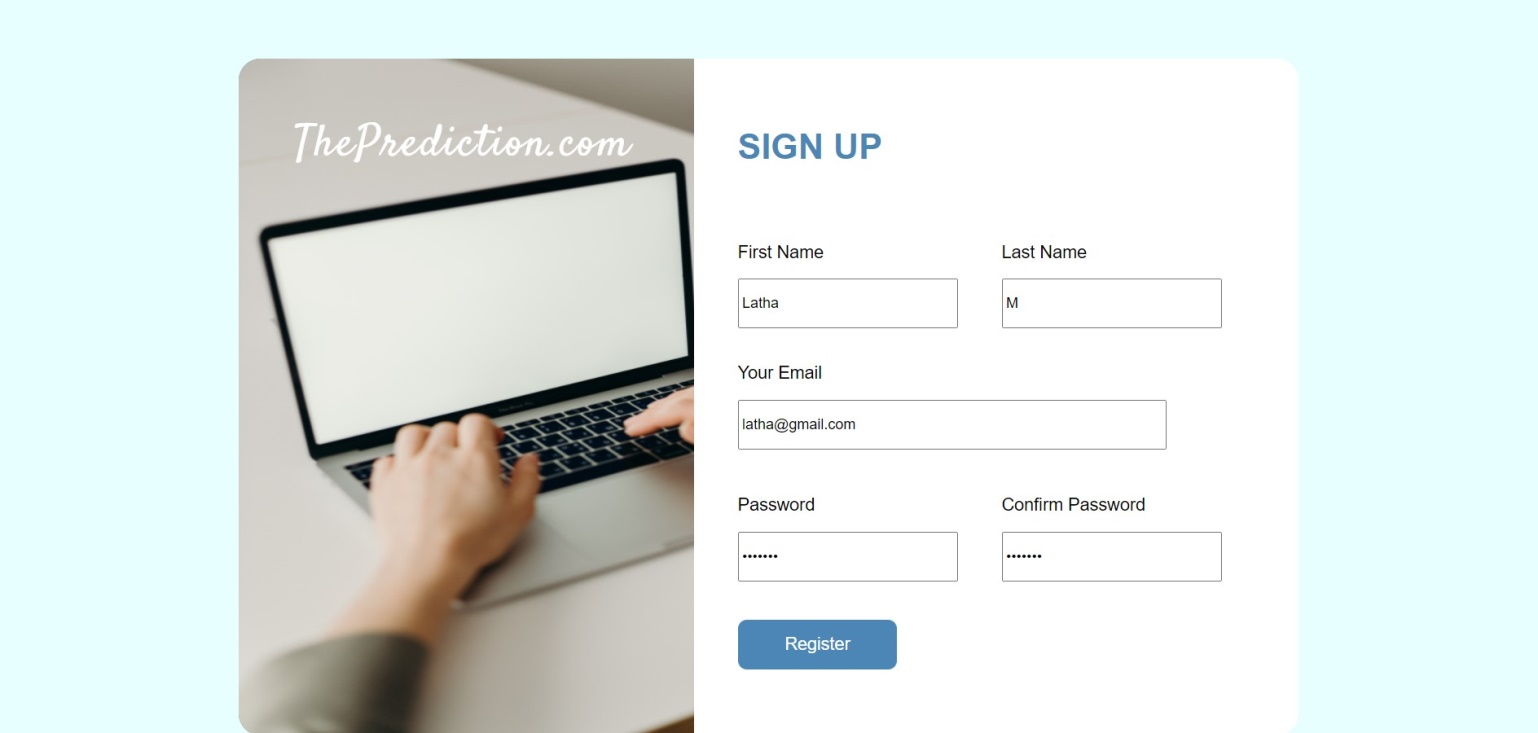 ThePrediction.com
SIGN UP
First Name Last Name
Latha M
Your Email
latha@gmail.com
Password Confirm Password
••••••• •••••••
Register